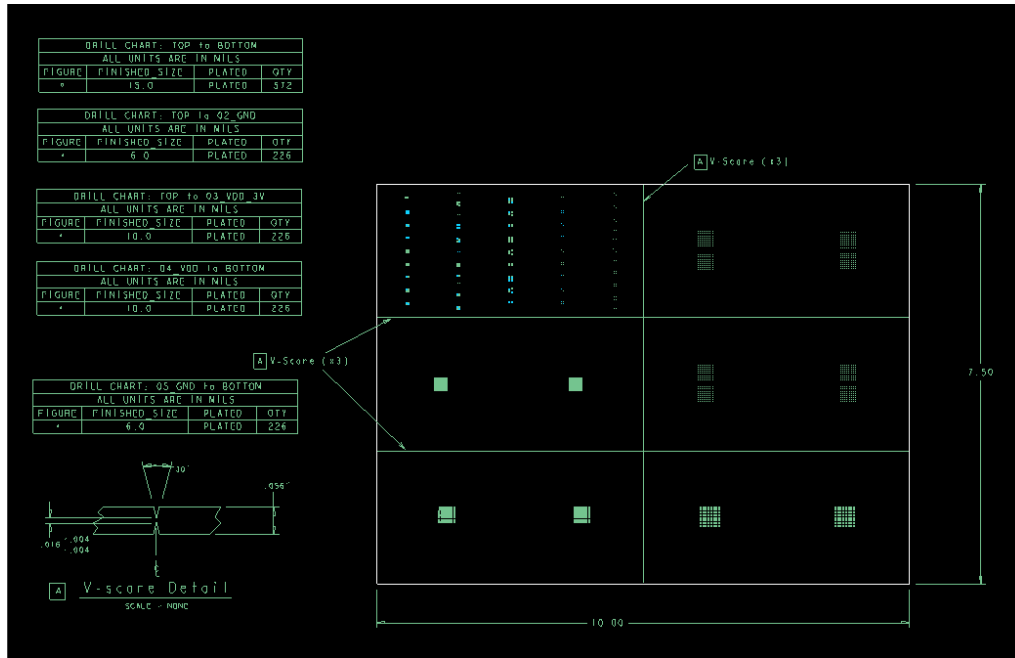 DRILL CHART: TOP to BOTTOM
ALL UNITS ARE IN MILS
FIGURE FINISHED_SIZE PLATED QTY
15.0 PLATED
DRILL CHART: TOP to 02_GND
ALL UNITS ARE IN MILS
FIGURE FINISHED_SIZE PLATED QTY
6.0 PLATED 226
DRILL CHART: TOP to 03_VDD_3V
ALL UNITS ARE IN MILS
FIGURE FINISHED_SIZE PLATED QTY
10.0 PLATED 226
DRILL CHART: 04_VDD to BOTTOM
ALL UNITS ARE IN MILS
FIGURE FINISHED_SIZE PLATED QTY
10.0 PLATED 226
DRILL CHART: 05_GND to BOTTOM
ALL UNITS ARE IN MILS
FIGURE FINISHED_SIZE PLATED QTY
6.0 PLATED 226
A V-Score (x3)
A V-Score (x3)
7.50
10.00
.056
.016 .004
.004
A V-score Detail
SCALE - NONE